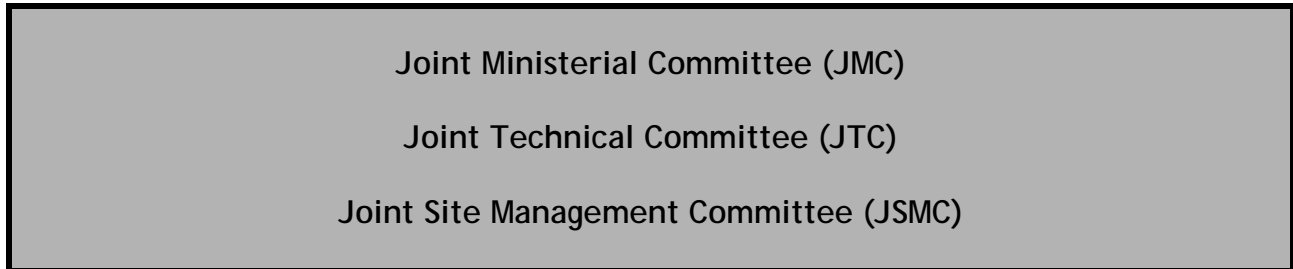 Joint Ministerial Committee (JMC)
Joint Technical Committee (JTC)
Joint Site Management Committee (JSMC)